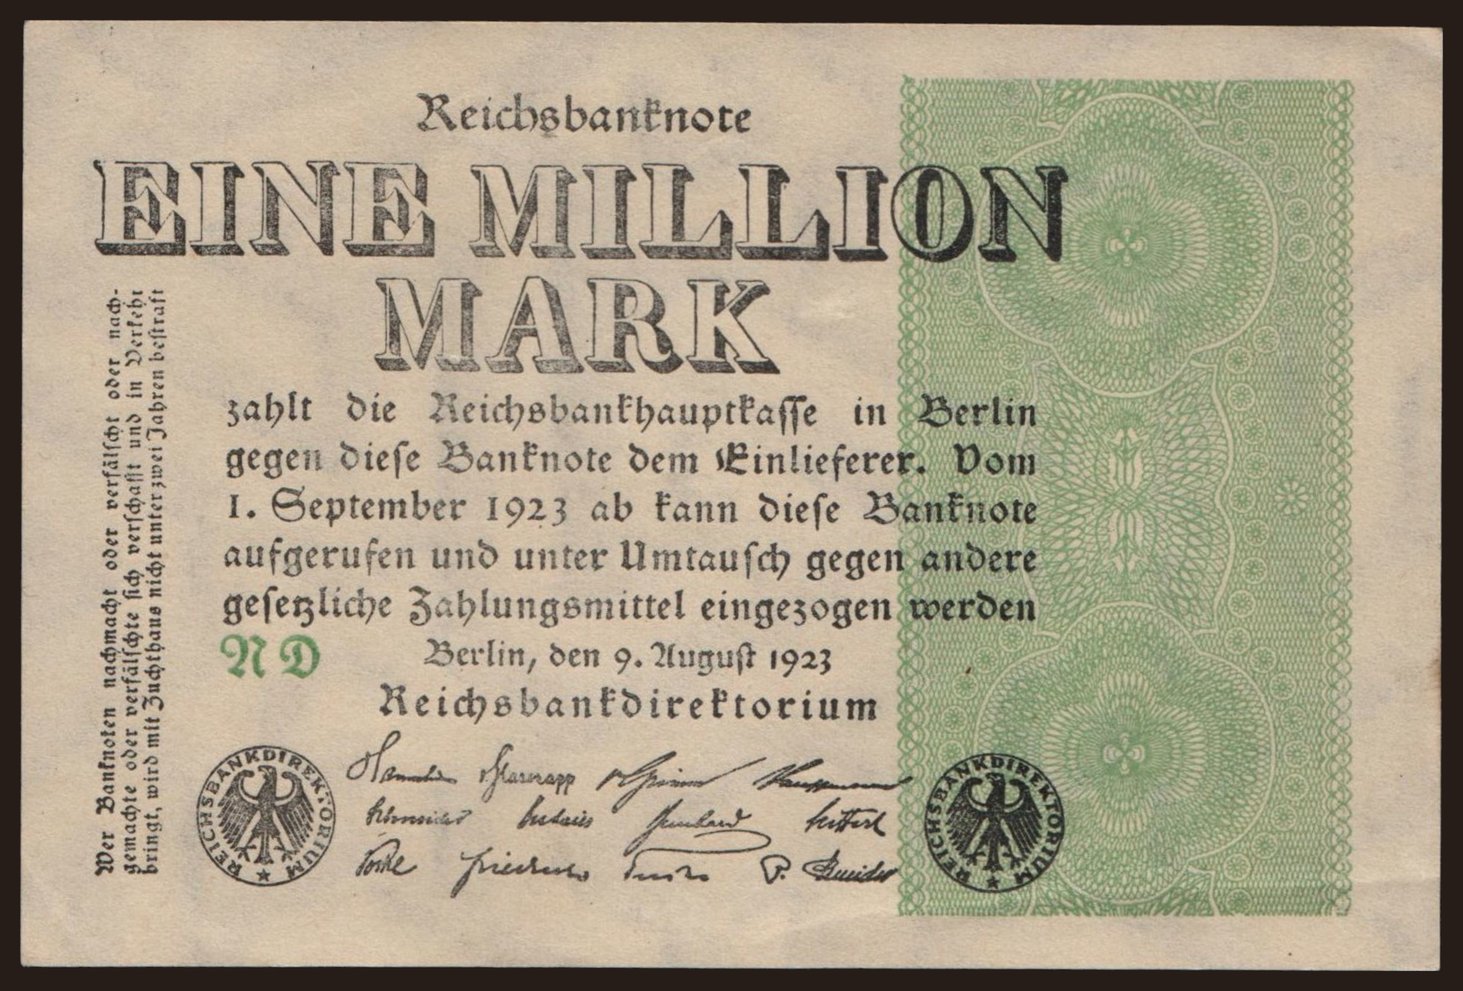 Reichsbanknote
EINE MILLION
MARK
zahlt die Reichsbankhauptkasse in Berlin
gegen diese Banknote dem Einlieferer. Vom
1. September 1923 ab kann diese Banknote
aufgerufen und unter Umtausch gegen andere
gesetzliche Zahlungsmittel eingezogen werden
ND
Berlin, den 9. August 1923
Reichsbankdirektorium
Wer Banknoten nachmacht oder verfälscht oder nach-
gemachte oder verfälschte sich verschafft und in Verkehr
bringt, wird mit Zuchthaus nicht unter zwei Jahren bestraft
REICHSBANKDIREKTORIUM
REICHSBANKDIREKTORIUM